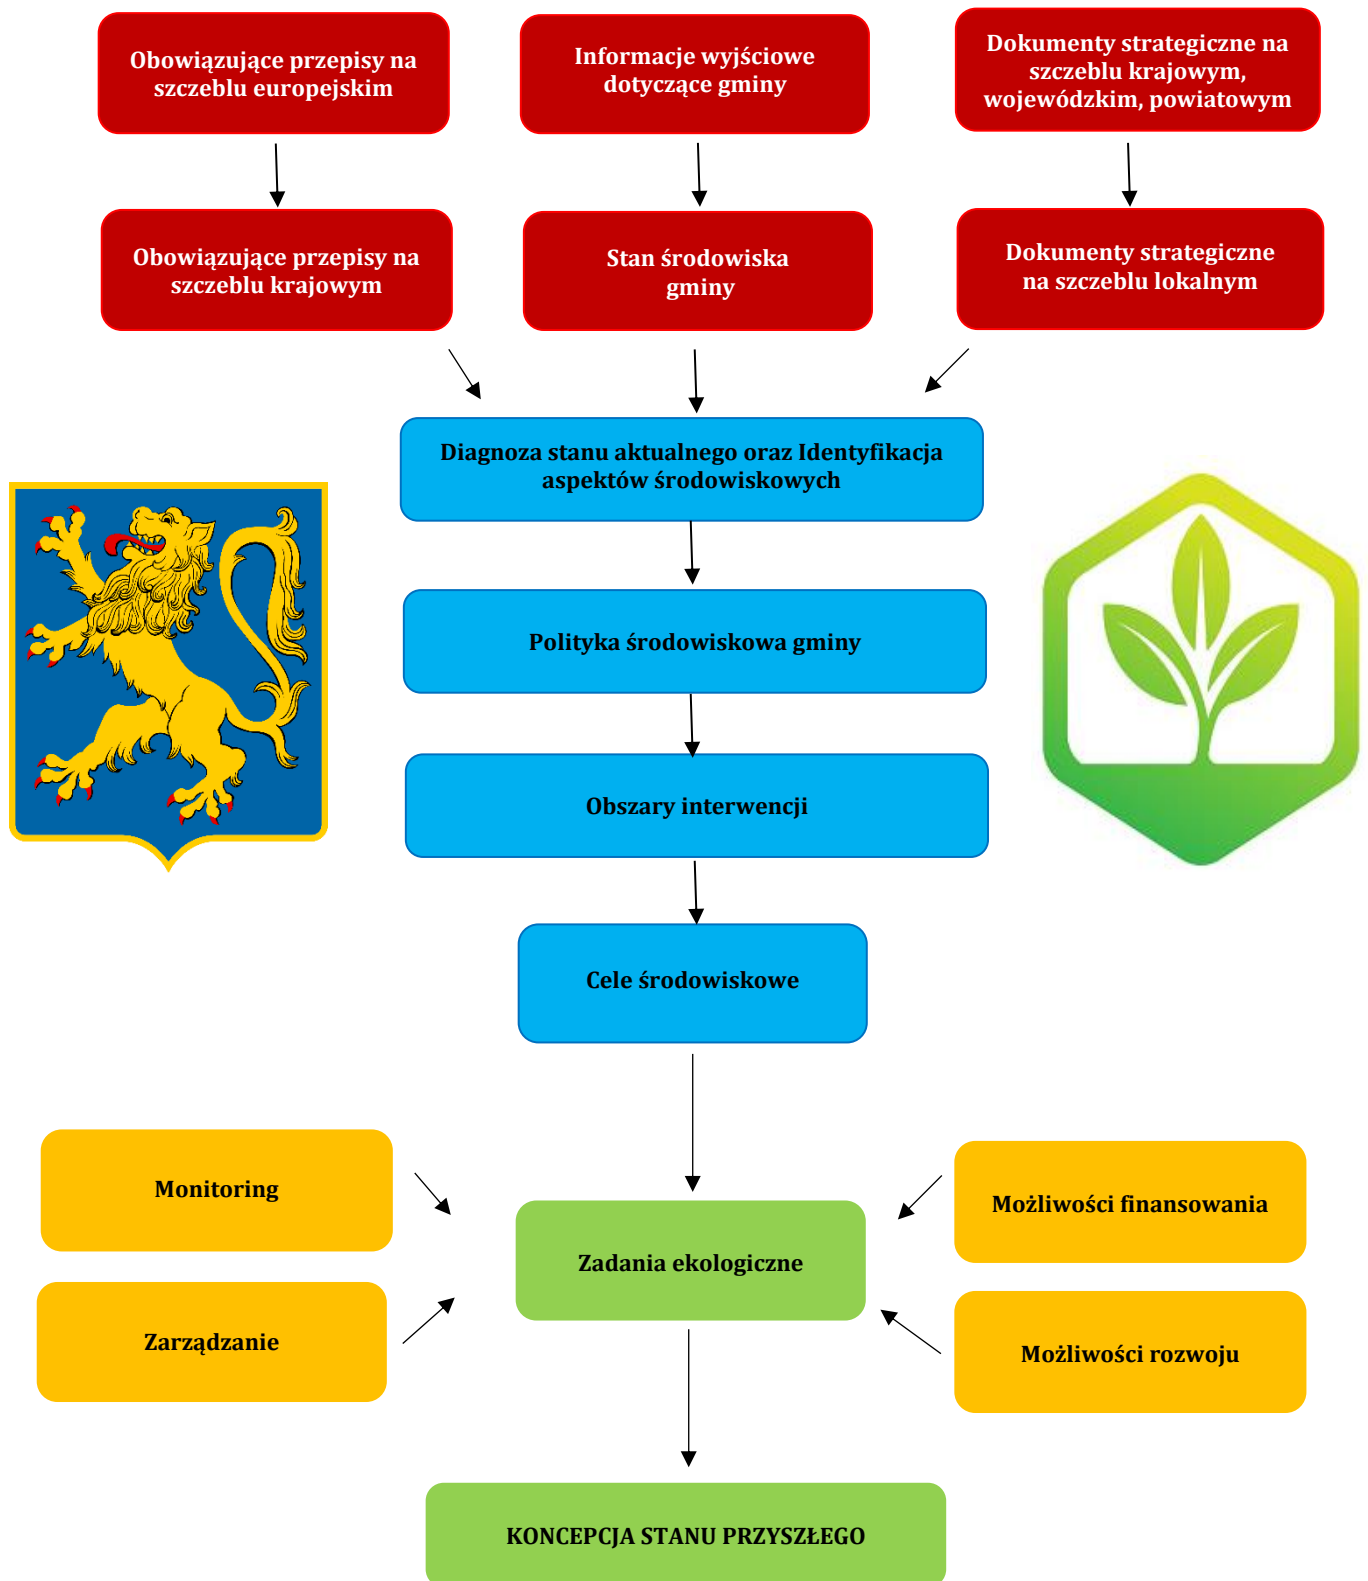 Obowiązujące przepisy na
szczeblu europejskim
Informacje wyjściowe
dotyczące gminy
Dokumenty strategiczne na
szczeblu krajowym,
wojewódzkim, powiatowym
Obowiązujące przepisy na
szczeblu krajowym
Stan środowiska
gminy
Dokumenty strategiczne
na szczeblu lokalnym
Diagnoza stanu aktualnego oraz Identyfikacja
aspektów środowiskowych
Polityka środowiskowa gminy
Obszary interwencji
Cele środowiskowe
Monitoring
Możliwości finansowania
Zadania ekologiczne
Zarządzanie
Możliwości rozwoju
KONCEPCJA STANU PRZYSZŁEGO